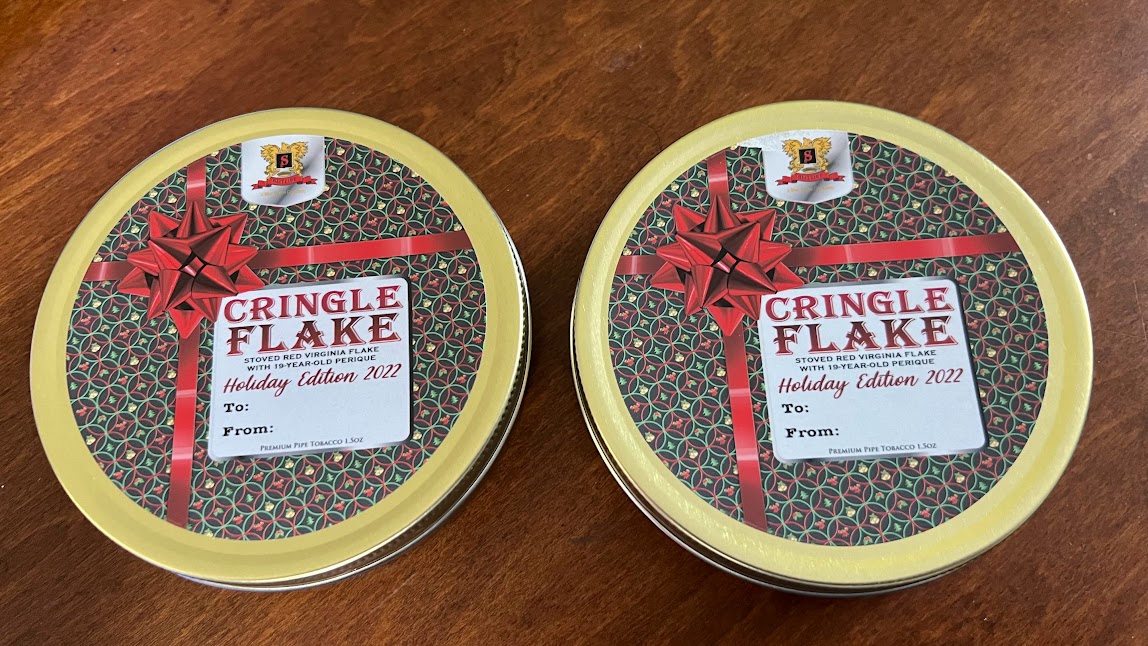 S
SUTLIFF
CRINGLE
FLAKE
STOVED RED VIRGINIA FLAKE
WITH 19-YEAR-OLD PERIQUE
Holiday Edition 2022
To:
From:
PREMIUM PIPE TOBACCO 1.5OZ
S
SUTLIFF
CRINGLE
FLAKE
STOVED RED VIRGINIA FLAKE
WITH 19-YEAR-OLD PERIQUE
Holiday Edition 2022
To:
From:
PREMIUM PIPE TOBACCO 1.5OZ